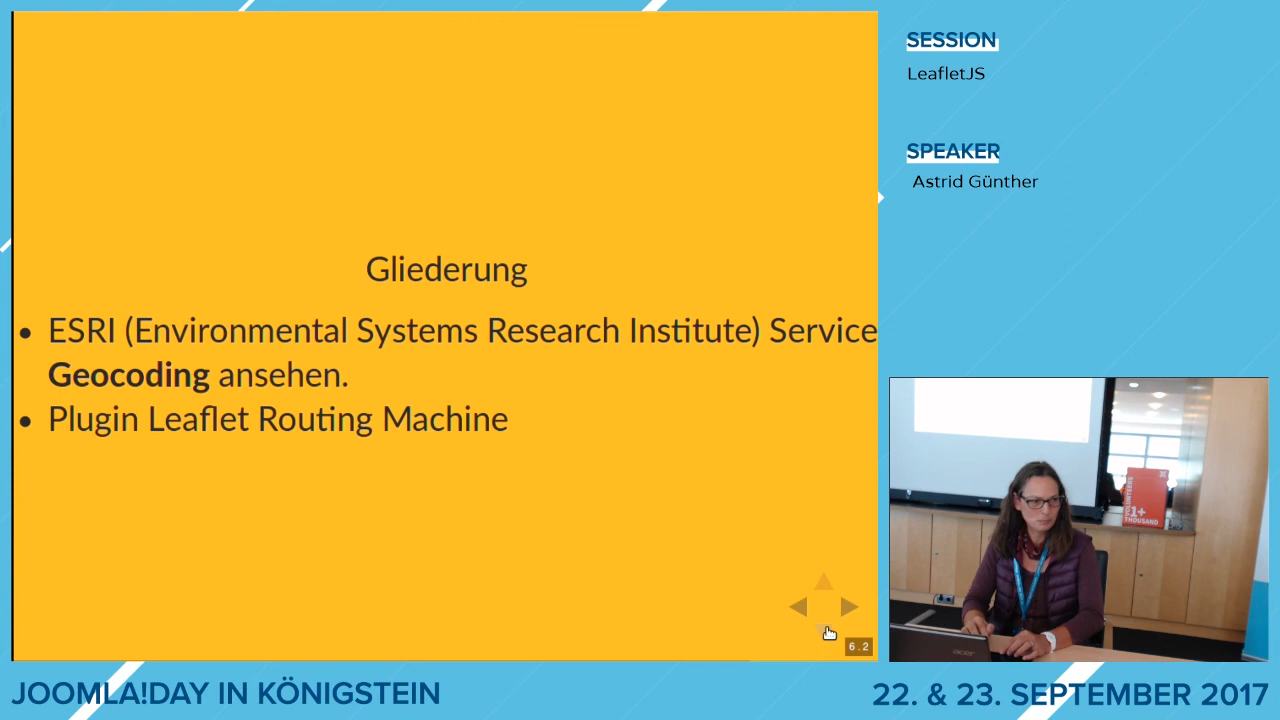 SESSION
LeafletJS
SPEAKER
Astrid Günther
Gliederung
• ESRI (Environmental Systems Research Institute) Service
Geocoding ansehen.
• Plugin Leaflet Routing Machine
6.2
VOLUNTEERS
1+
THOUSAND
acer
JOOMLA!DAY IN KÖNIGSTEIN
22. & 23. SEPTEMBER 2017